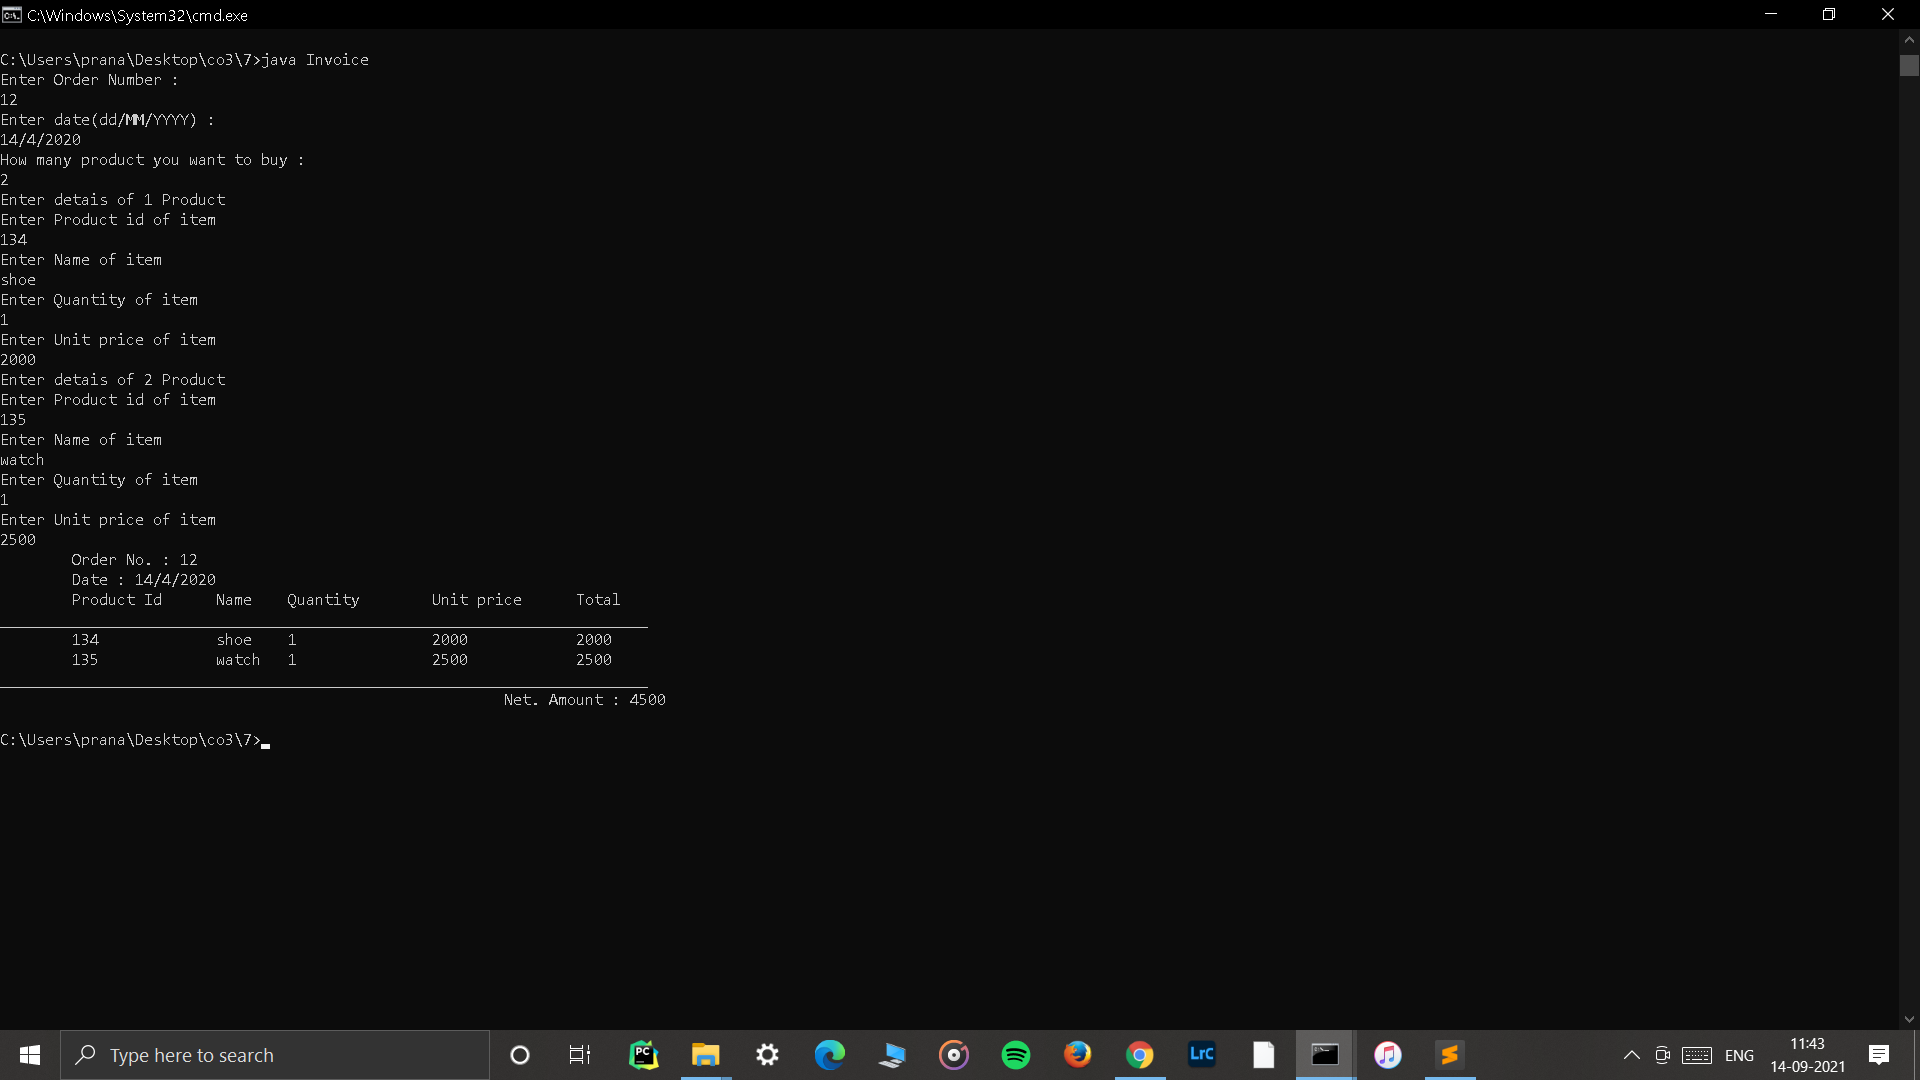 C:\Windows\System32\cmd.exe
C:\Users\prana\Desktop\co3\7>java Invoice
Enter Order Number :
12
Enter date(dd/MM/YYYY) :
14/4/2020
How many product you want to buy :
2
Enter detais of 1 Product
Enter Product id of item
134
Enter Name of item
shoe
Enter Quantity of item
1
Enter Unit price of item
2000
Enter detais of 2 Product
Enter Product id of item
135
Enter Name of item
watch
Enter Quantity of item
1
Enter Unit price of item
2500
Order No. : 12
Date : 14/4/2020
Product Id Name Quantity Unit price Total
134 shoe 1 2000 2000
135 watch 1 2500 2500
Net. Amount : 4500
C:\Users\prana\Desktop\co3\7>
Type here to search
PC
LrC
ENG
11:43
14-09-2021